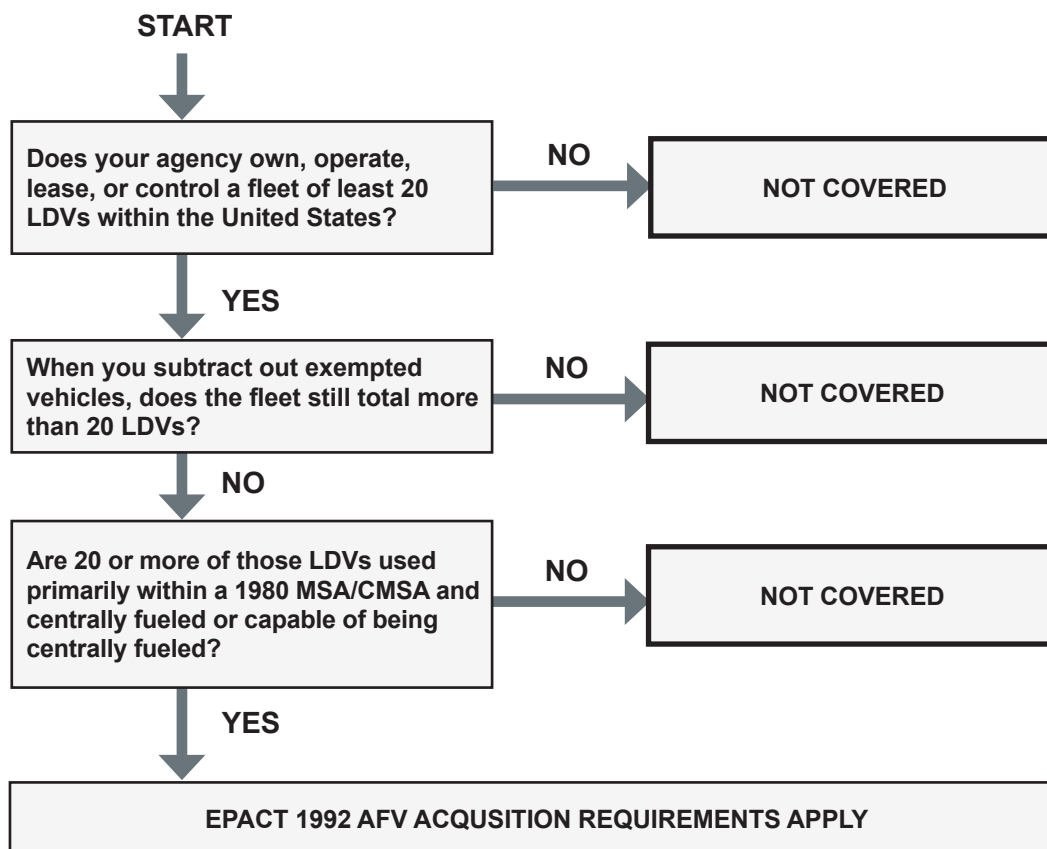 START
Does your agency own, operate,
lease, or control a fleet of least 20
LDVs within the United States?
NO
NOT COVERED
YES
When you subtract out exempted
vehicles, does the fleet still total more
than 20 LDVs?
NO
NOT COVERED
NO
Are 20 or more of those LDVs used
primarily within a 1980 MSA/CMSA and
centrally fueled or capable of being
centrally fueled?
NO
NOT COVERED
YES
EPACT 1992 AFV ACQUSITION REQUIREMENTS APPLY